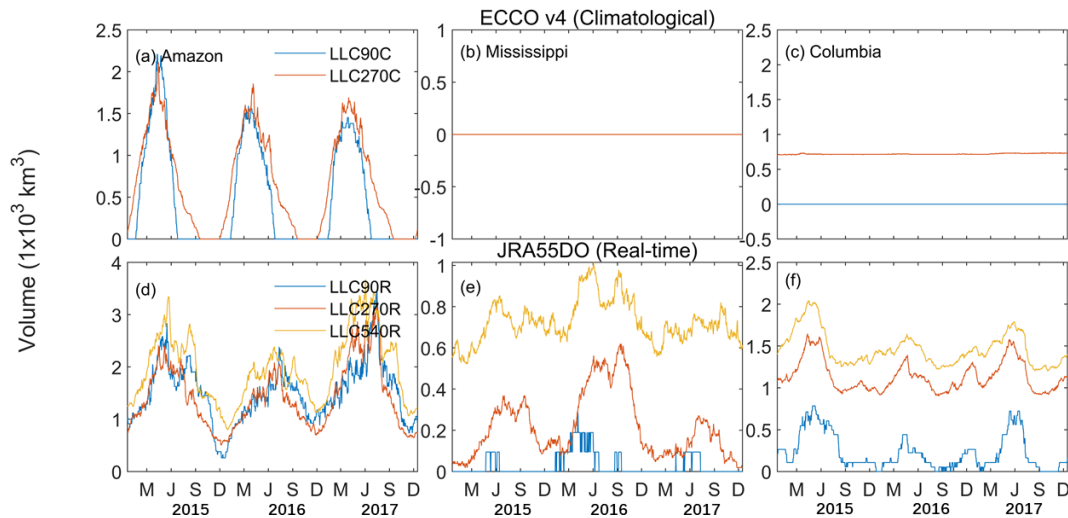 ECCO v4 (Climatological)
Volume (1x10³ km³)
(a) Amazon
LLC90C
LLC270C
2.5
2
1.5
1
0.5
0
(b) Mississippi
1
0.5
0
-0.5
-1
(c) Columbia
2.5
2
1.5
1
0.5
0
-0.5
JRA55DO (Real-time)
(d)
LLC90R
LLC270R
LLC540R
4
3
2
1
0
M J S D M J S D M J S D
2015 2016 2017
(e)
1
0.8
0.6
0.4
0.2
0
M J S D M J S D M J S D
2015 2016 2017
(f)
2.5
2
1.5
1
0.5
0
M J S D M J S D M J S D
2015 2016 2017